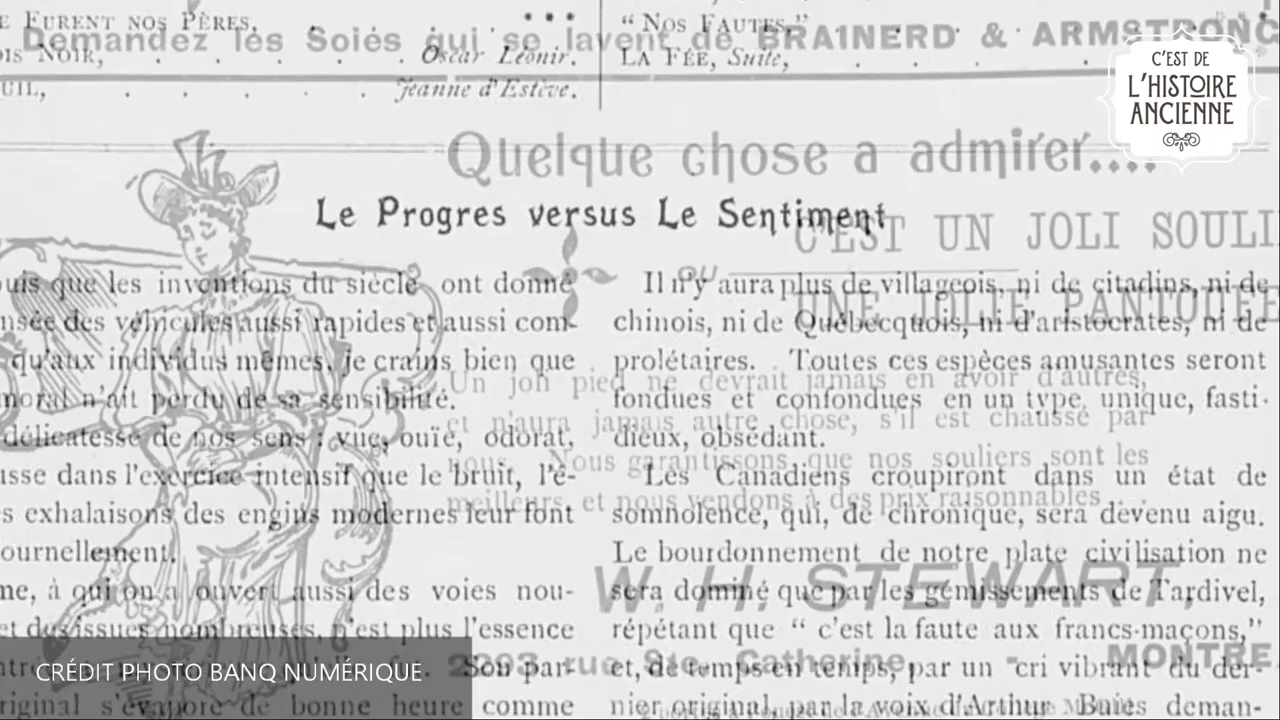 E FURENT NOS PÈRES,
OIS NOIR, Oscar Léonir.
UIL, Jeanne d'Estève.
“ NOS FAUTES,”
LA FÉE, Suite,
Demandez les Soies qui se lavent de BRAINERD & ARMSTRONG
C'EST DE
L'HISTOIRE
ANCIENNE
Quelque chose a admirer....
Le Progres versus Le Sentiment
C'EST UN JOLI SOULI
OU
UNE JOLIE PANTOUFLE
uis que les inventions du siècle ont donné
nsée des véhicules aussi rapides et aussi com-
qu'aux individus mêmes, je crains bien que
moral n'ait perdu de sa sensibilité.
délicatesse de nos sens : vue, ouïe, odorat,
usse dans l'exercice intensif que le bruit, l'é-
s exhalaisons des engins modernes leur font
ournellement.
me, à qui on a ouvert aussi des voies nou-
et des issues nombreuses, n'est plus l'essence
Son par-
riginal s'évapore de bonne heure comme
Il n'y aura plus de villageois, ni de citadins, ni de
chinois, ni de Québecquois, ni d'aristocrates, ni de
prolétaires. Toutes ces espèces amusantes seront
fondues et confondues en un type unique, fasti-
dieux, obsédant.
Les Canadiens croupiront dans un état de
somnolence, qui, de chronique, sera devenu aigu.
Le bourdonnement de notre plate civilisation ne
sera dominé que par les gémissements de Tardivel,
répétant que “ c'est la faute aux francs-maçons,”
et, de temps en temps, par un cri vibrant du der-
nier original, par la voix d'Arthur Buies deman-
Un joli pied ne devrait jamais en avoir d'autres,
et n'aura jamais autre chose, s'il est chaussé par
nous. Nous garantissons que nos souliers sont les
meilleurs, et nous vendons à des prix raisonnables.
W. H. STEWART,
2293 rue Ste. Catherine, - MONTRE
CRÉDIT PHOTO BANQ NUMÉRIQUE